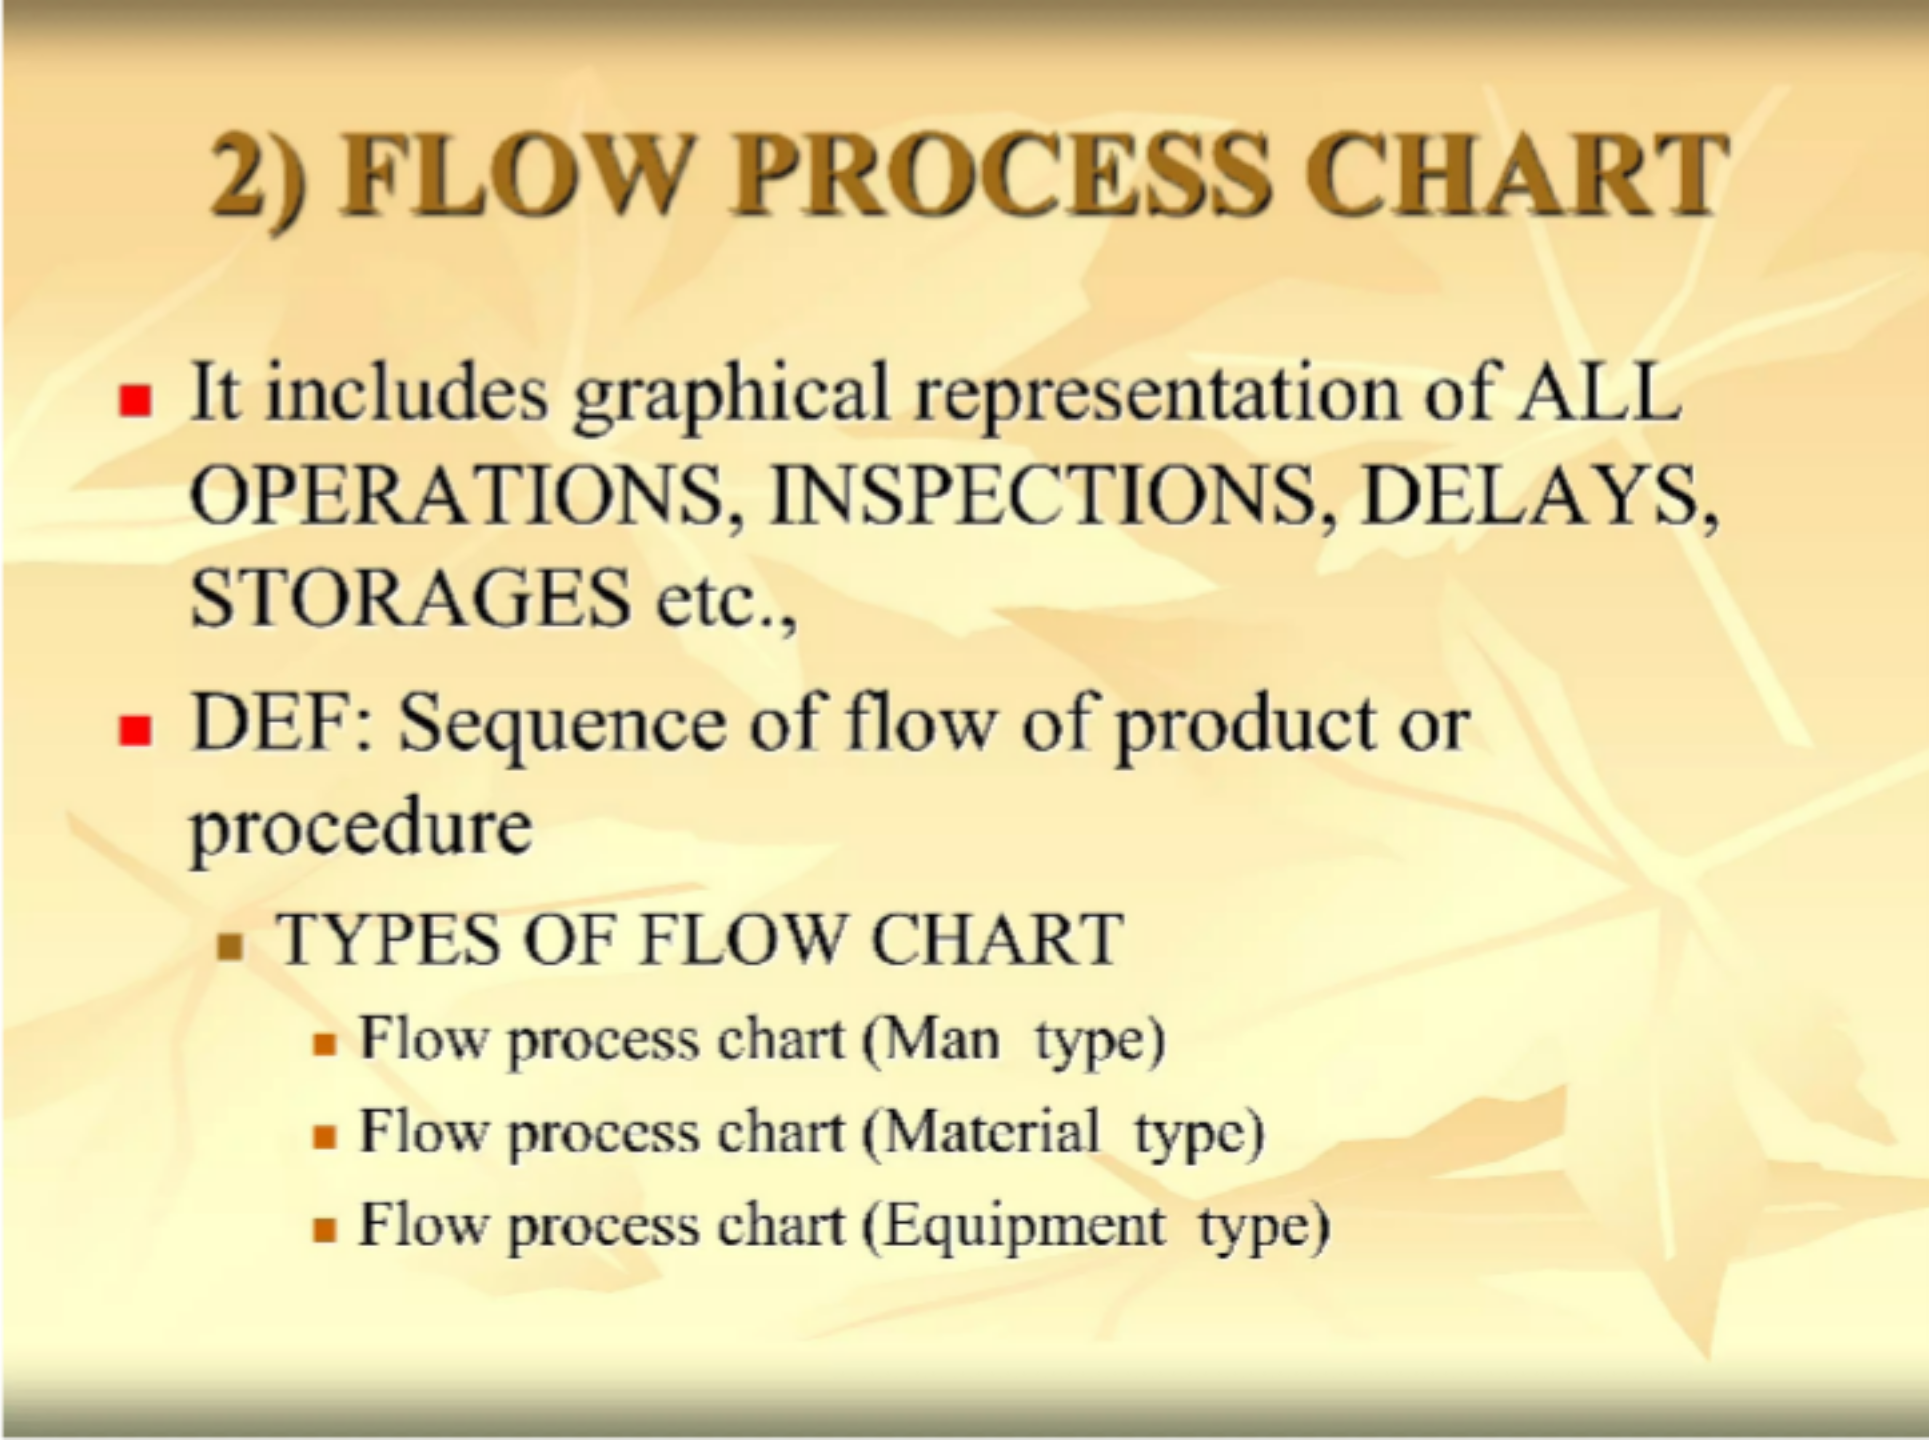 2) FLOW PROCESS CHART
It includes graphical representation of ALL
OPERATIONS, INSPECTIONS, DELAYS,
STORAGES etc.,
DEF: Sequence of flow of product or
procedure
TYPES OF FLOW CHART
Flow process chart (Man type)
Flow process chart (Material type)
Flow process chart (Equipment type)